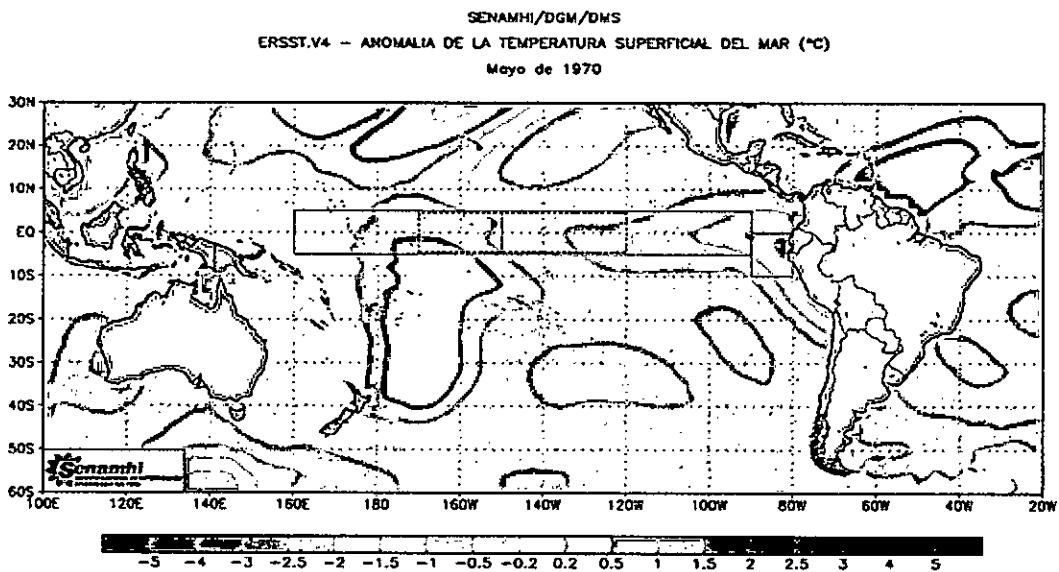 SENAMHI/DGM/DMS
ERSST.V4 – ANOMALIA DE LA TEMPERATURA SUPERFICIAL DEL MAR (°C)
Mayo de 1970
30N
20N
10N
EQ
10S
20S
30S
40S
50S
60S
Senamhi
100E 120E 140E 160E 180 160W 140W 120W 100W 80W 60W 40W 20W
-5 -4 -3 -2.5 -2 -1.5 -1 -0.5 -0.2 0.2 0.5 1 1.5 2 2.5 3 4 5